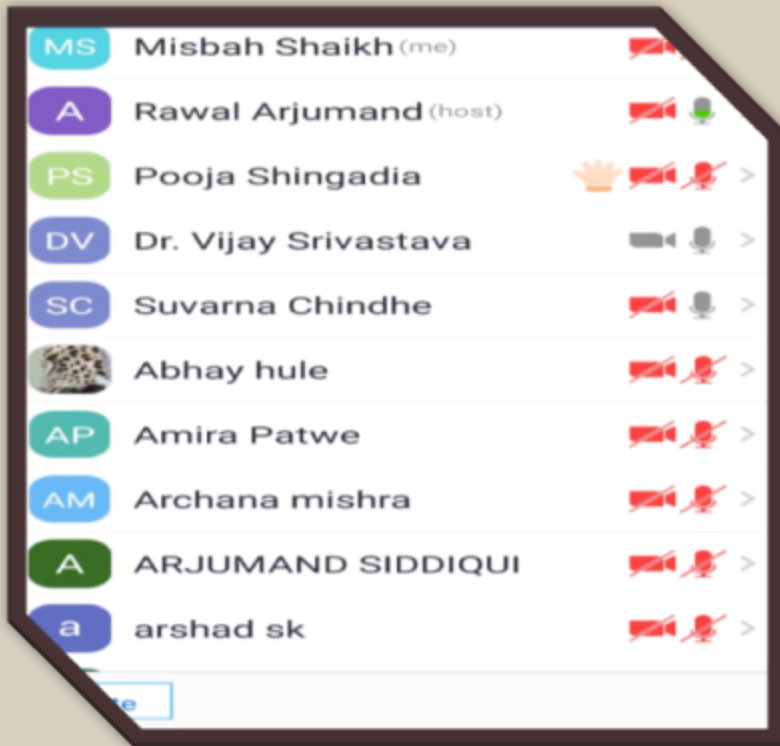 MS Misbah Shaikh (me)
A Rawal Arjumand (host)
PS Pooja Shingadia
DV Dr. Vijay Srivastava
SC Suvarna Chindhe
Abhay hule
AP Amira Patwe
AM Archana mishra
A ARJUMAND SIDDIQUI
a arshad sk